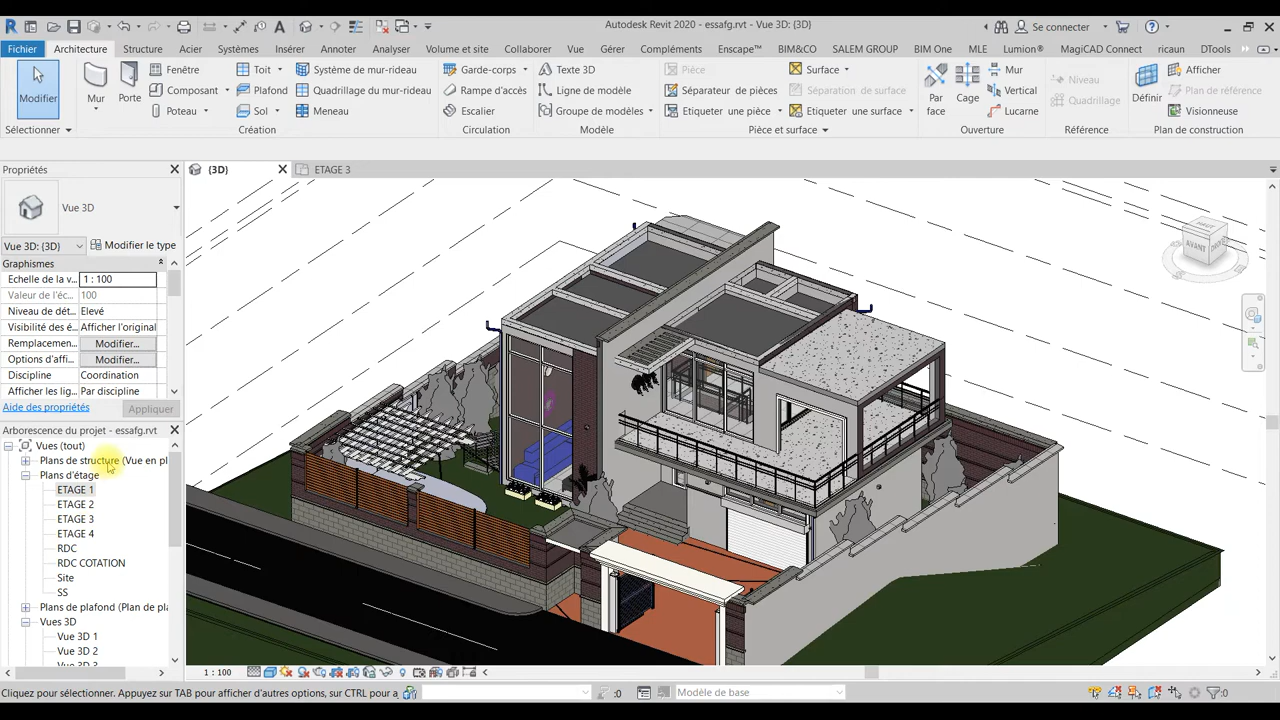 Autodesk Revit 2020 - essafg.rvt - Vue 3D: {3D}
Se connecter
Fichier Architecture Structure Acier Systèmes Insérer Annoter Analyser Volume et site Collaborer Vue Gérer Compléments BIM&CO SALEM GROUP BIM One MLE Lumion® MagiCAD Connect ricaun DTools
Modifier
Mur
Porte
Fenêtre
Composant
Poteau
Toit
Plafond
Sol
Système de mur-rideau
Quadrillage du mur-rideau
Meneau
Garde-corps
Rampe d'accès
Escalier
Texte 3D
Ligne de modèle
Groupe de modèles
Pièce
Séparateur de pièces
Etiqueter une pièce
Surface
Séparation de surface
Etiqueter une surface
Par
face
Cage
Mur
Vertical
Lucarne
Niveau
Quadrillage
Définir
Afficher
Plan de référence
Visionneuse
Sélectionner Création Circulation Modèle Pièce et surface Ouverture Référence Plan de construction
Propriétés
{3D} ETAGE 3
Vue 3D
Vue 3D: {3D} Modifier le type
Graphismes
Echelle de la v... 1 : 100
Valeur de l'éc... 100
Niveau de dét... Elevé
Visibilité des é... Afficher l'original
Remplacemen... Modifier...
Options d'affi... Modifier...
Discipline Coordination
Afficher les lig... Par discipline
Aide des propriétés Appliquer
Arborescence du projet - essafg.rvt
Vues (tout)
Plans de structure (Vue en pl
Plans d'étage
ETAGE 1
ETAGE 2
ETAGE 3
ETAGE 4
RDC
RDC COTATION
Site
SS
Plans de plafond (Plan de pla
Vues 3D
Vue 3D 1
Vue 3D 2
HAUT
AVANT
1 : 100
Cliquez pour sélectionner. Appuyez sur TAB pour afficher d'autres options, sur CTRL pour a
:0
Modèle de base
:0